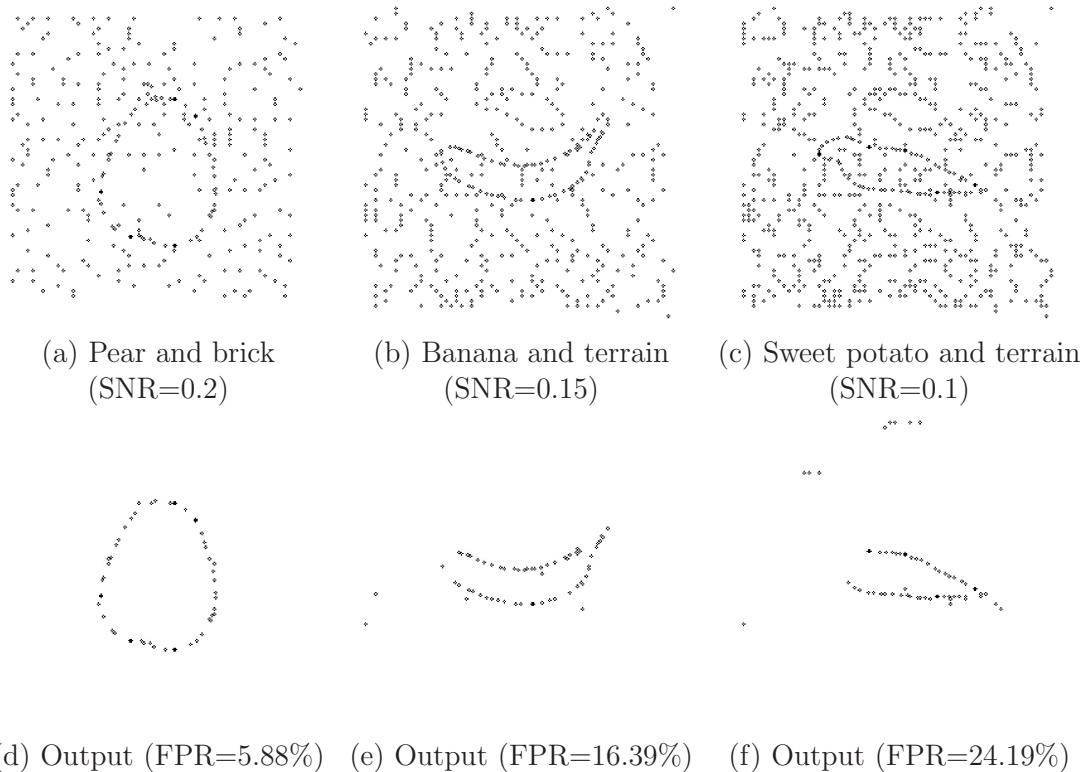 (a) Pear and brick
(SNR=0.2)
(b) Banana and terrain
(SNR=0.15)
(c) Sweet potato and terrain
(SNR=0.1)
d) Output (FPR=5.88%)
(e) Output (FPR=16.39%)
(f) Output (FPR=24.19%)